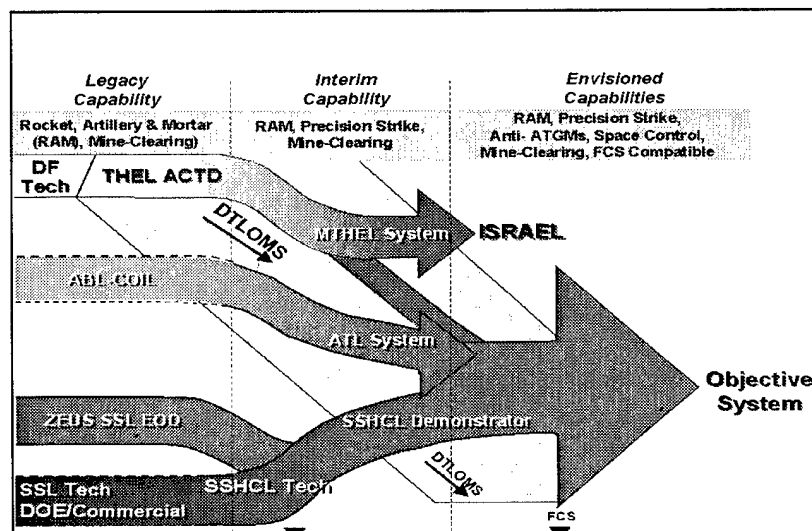 Legacy
Capability
Interim
Capability
Envisioned
Capabilities
Rocket, Artillery & Mortar
(RAM), Mine-Clearing)
RAM, Precision Strike,
Mine-Clearing
RAM, Precision Strike,
Anti- ATGMs, Space Control,
Mine-Clearing, FCS Compatible
DF
Tech
THEL ACTD
DTLOMS
MTHEL System
ISRAEL
ABL-COIL
ATL System
Objective
System
ZEUS SSL EOD
SSHCL Demonstrator
SSL Tech
DOE/Commercial
SSHCL Tech
DTLOMS
FCS